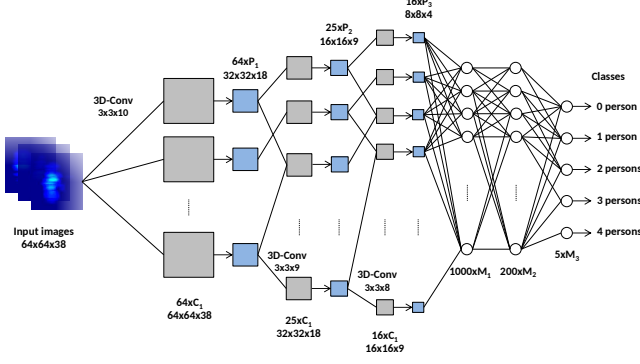 16xP₃
8x8x4
25xP₂
16x16x9
64xP₁
32x32x18
3D-Conv
3x3x10
Classes
0 person
1 person
2 persons
3 persons
4 persons
Input images
64x64x38
3D-Conv
3x3x9
3D-Conv
3x3x8
5xM₃
1000xM₁
200xM₂
64xC₁
64x64x38
25xC₁
32x32x18
16xC₁
16x16x9